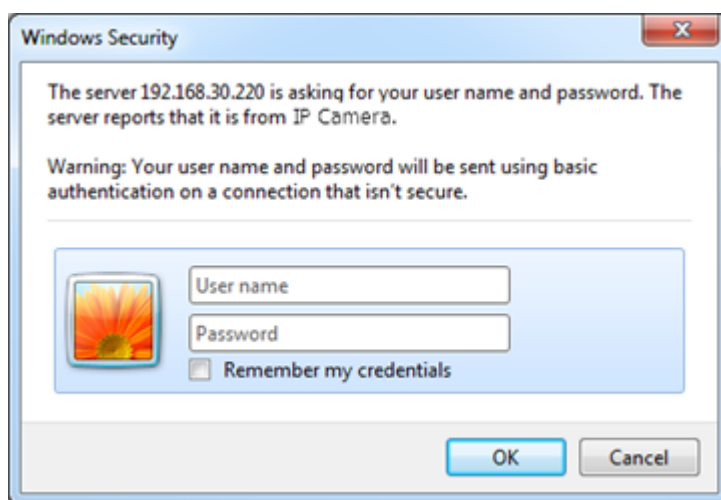 Windows Security
The server 192.168.30.220 is asking for your user name and password. The
server reports that it is from IP Camera.
Warning: Your user name and password will be sent using basic
authentication on a connection that isn't secure.
User name
Password
Remember my credentials
OK Cancel